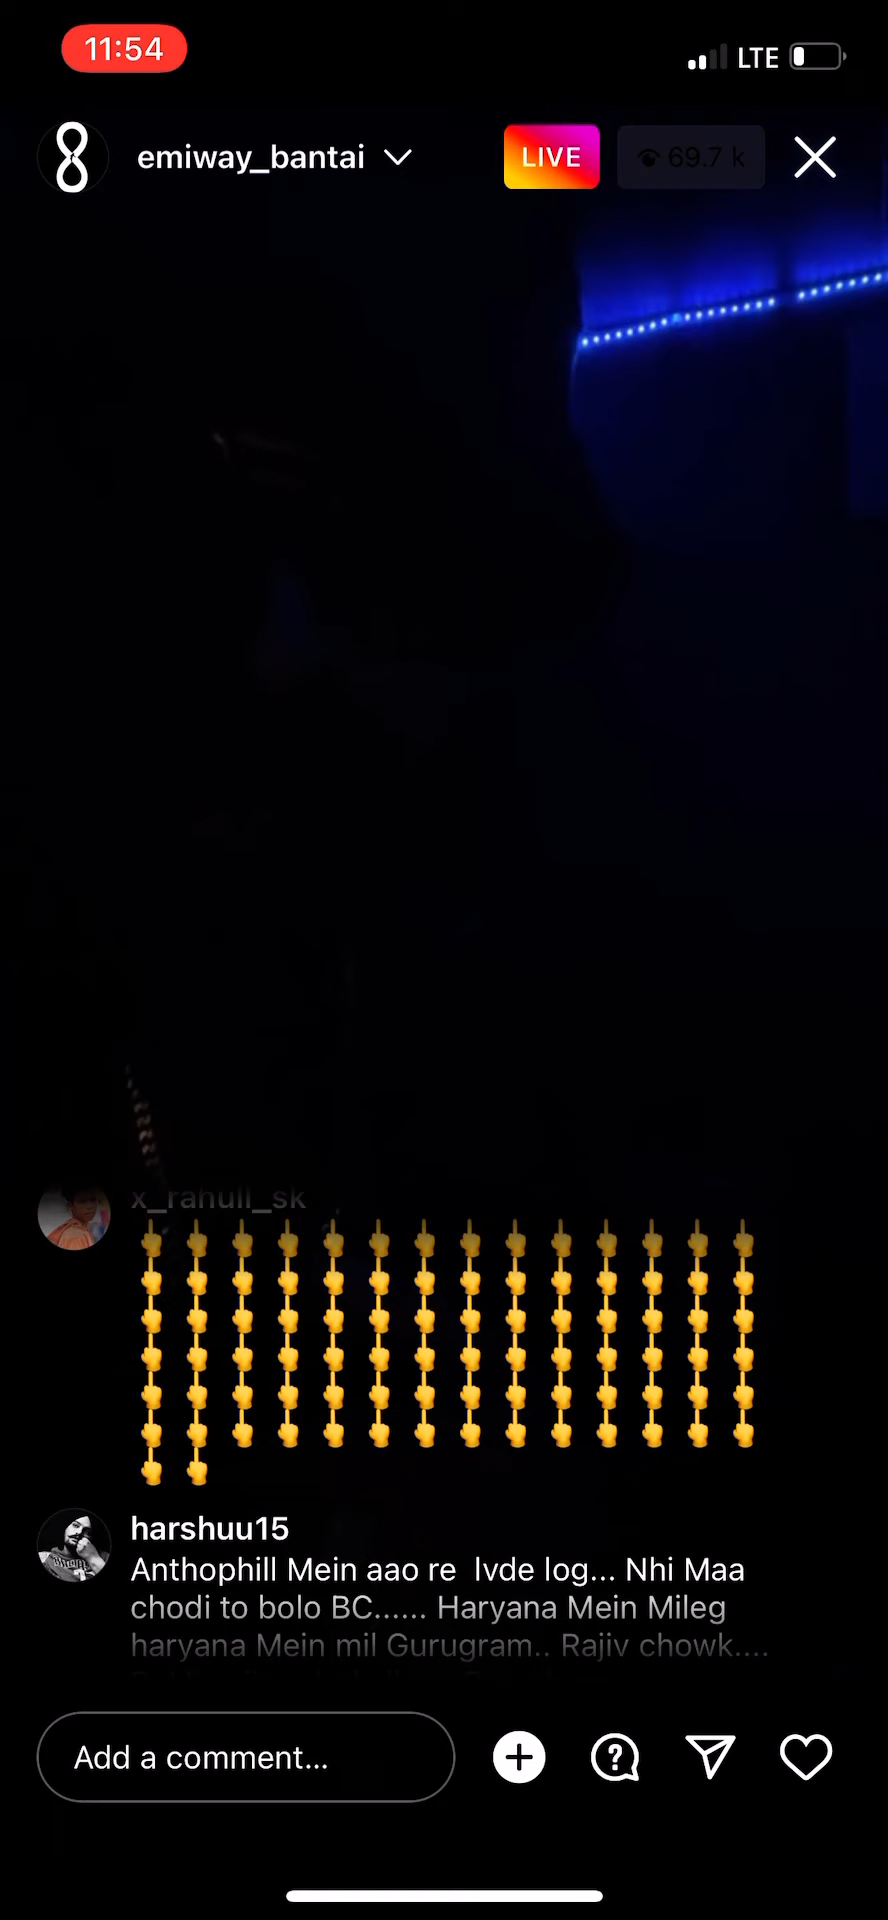 11:54
LTE
emiway_bantai
LIVE
69.7 k
x_rahull_sk
harshuu15
Anthophill Mein aao re lvde log... Nhi Maa
chodi to bolo BC...... Haryana Mein Mileg
haryana Mein mil Gurugram.. Rajiv chowk....
Add a comment...